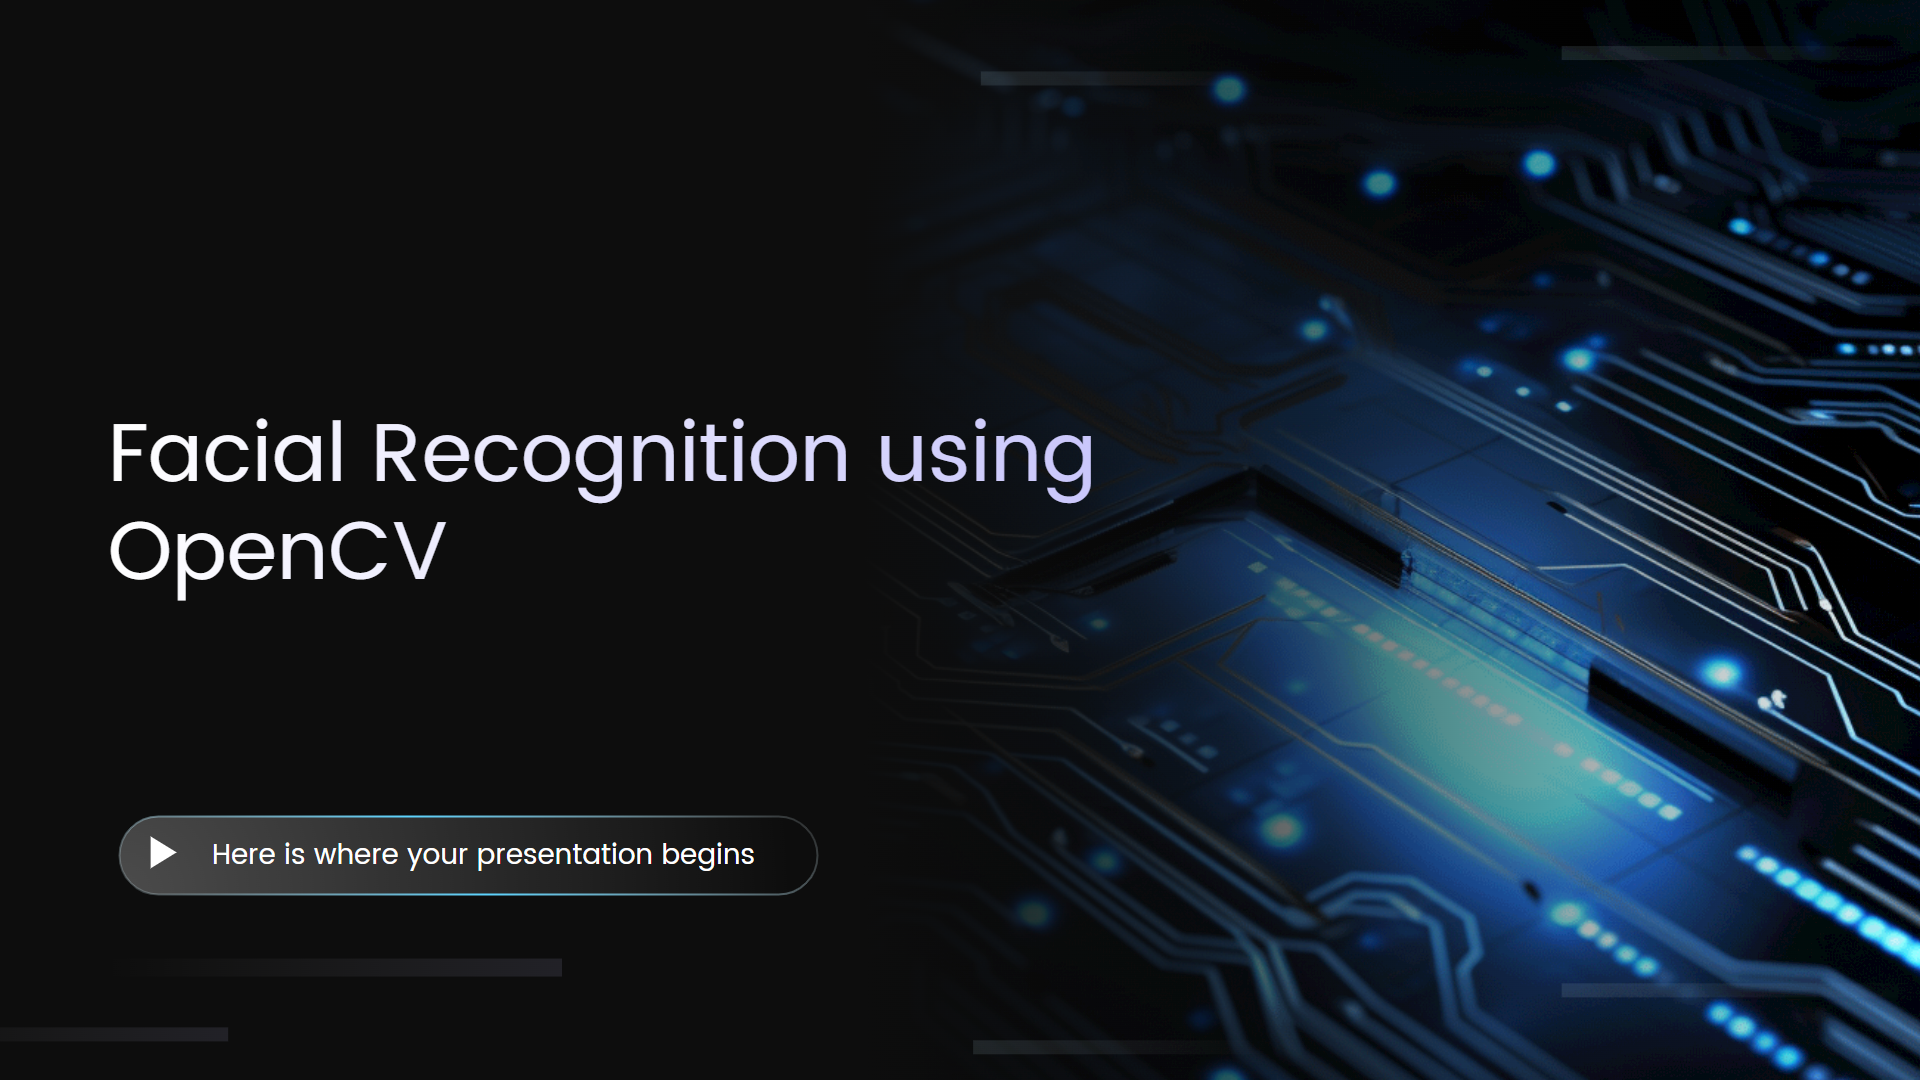 Facial Recognition using
OpenCV
Here is where your presentation begins